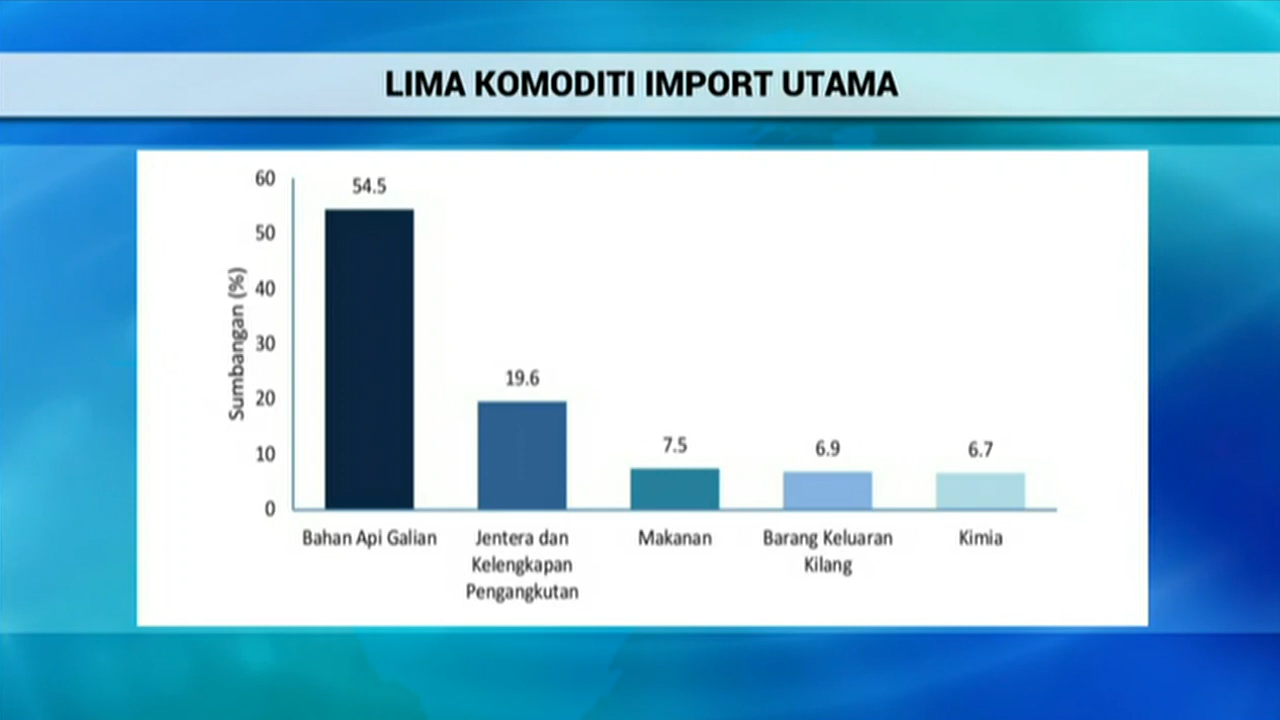 LIMA KOMODITI IMPORT UTAMA
Sumbangan (%)
60
50
40
30
20
10
0
54.5
19.6
7.5
6.9
6.7
Bahan Api Galian
Jentera dan
Kelengkapan
Pengangkutan
Makanan
Barang Keluaran
Kilang
Kimia